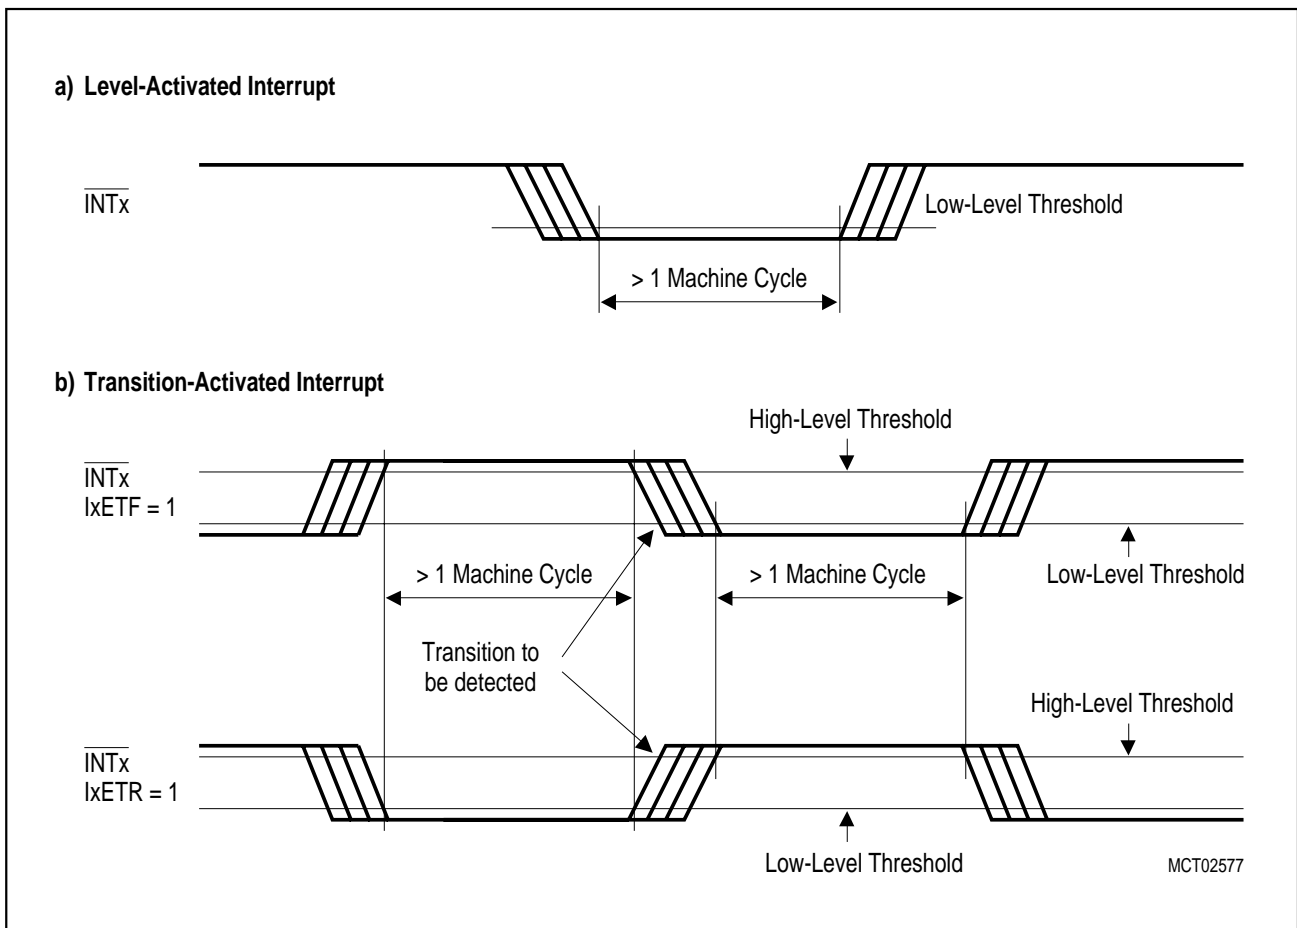 a) Level-Activated Interrupt
INTx
Low-Level Threshold
> 1 Machine Cycle
b) Transition-Activated Interrupt
High-Level Threshold
INTx
IxETF = 1
> 1 Machine Cycle
> 1 Machine Cycle
Low-Level Threshold
Transition to
be detected
High-Level Threshold
INTx
IxETR = 1
Low-Level Threshold
MCT02577